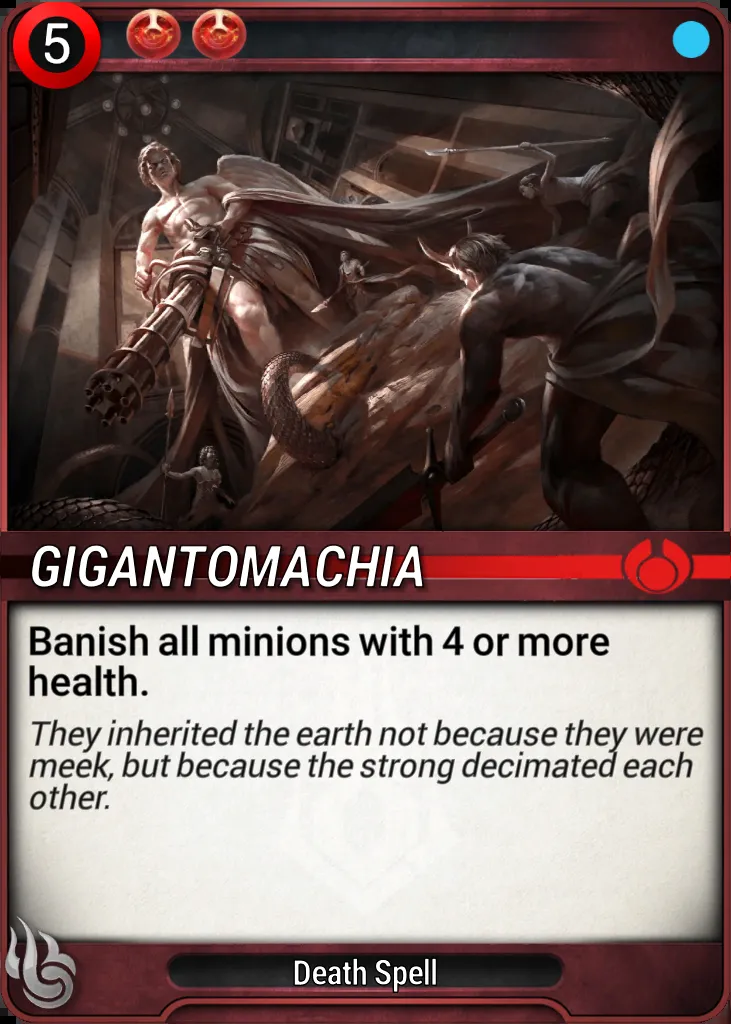 5
GIGANTOMACHIA
Banish all minions with 4 or more
health.
They inherited the earth not because they were
meek, but because the strong decimated each
other.
Death Spell